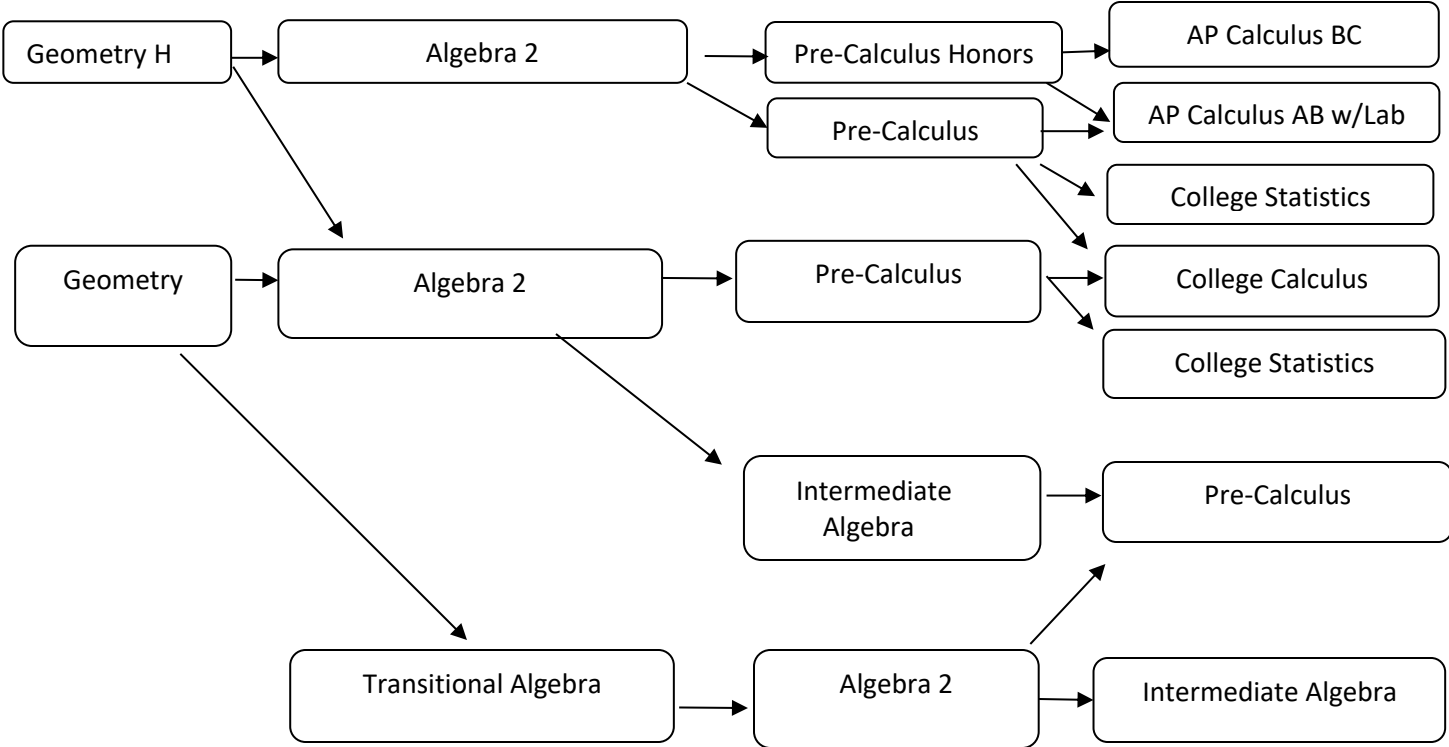 Geometry H
Algebra 2
Pre-Calculus Honors
AP Calculus BC
Pre-Calculus
AP Calculus AB w/Lab
College Statistics
Geometry
Algebra 2
Pre-Calculus
College Calculus
College Statistics
Intermediate
Algebra
Pre-Calculus
Transitional Algebra
Algebra 2
Intermediate Algebra